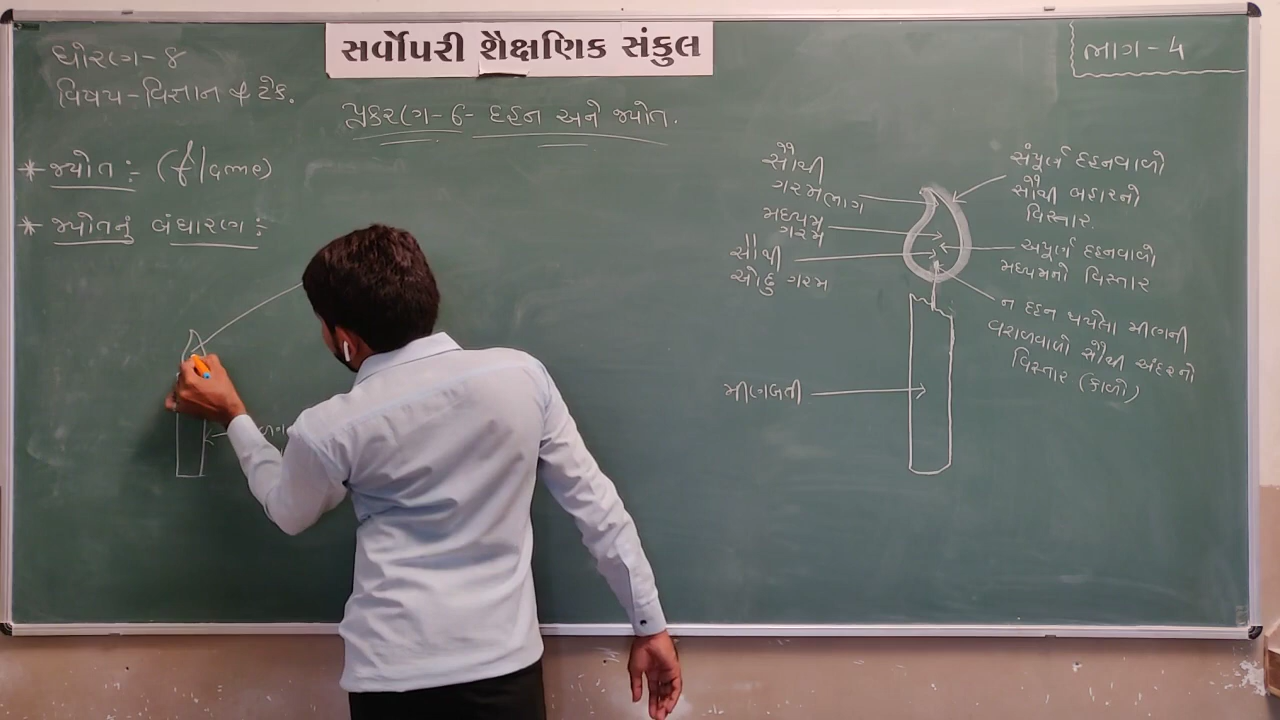 સર્વોપરી શૈક્ષણિક સંકુલ
ધોરણ-૮
વિષય-વિજ્ઞાન & ટેક.
ભાગ-4
પ્રકરણ-6- દહન અને જ્યોત.
* જ્યોત :- (flame)
* જ્યોતનું બંધારણ :-
સૌથી
ગરમભાગ
મધ્યમ
ગરમ
સૌથી
ઓછુ ગરમ
મીણબત્તી
સંપૂર્ણ દહનવાળો
સૌથી બહારનો
વિસ્તાર.
અપૂર્ણ દહનવાળો
મધ્યમનો વિસ્તાર
ન દહન થયેલા મીણની
વરાળવાળો સૌથી અંદરનો
વિસ્તાર (કાળો)